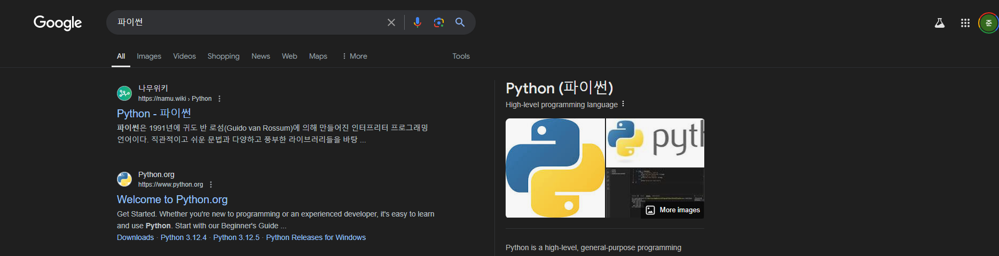 Google
파이썬
준
All Images Videos Shopping News Web Maps More Tools
나무위키
https://namu.wiki › Python
Python - 파이썬
파이썬은 1991년에 귀도 반 로섬(Guido van Rossum)에 의해 만들어진 인터프리터 프로그래밍
언어이다. 직관적이고 쉬운 문법과 다양하고 풍부한 라이브러리들을 바탕 ...
Python.org
https://www.python.org
Welcome to Python.org
Get Started. Whether you're new to programming or an experienced developer, it's easy to learn
and use Python. Start with our Beginner's Guide ...
Downloads · Python 3.12.4 · Python 3.12.5 · Python Releases for Windows
Python (파이썬)
High-level programming language
More images
Python is a high-level, general-purpose programming